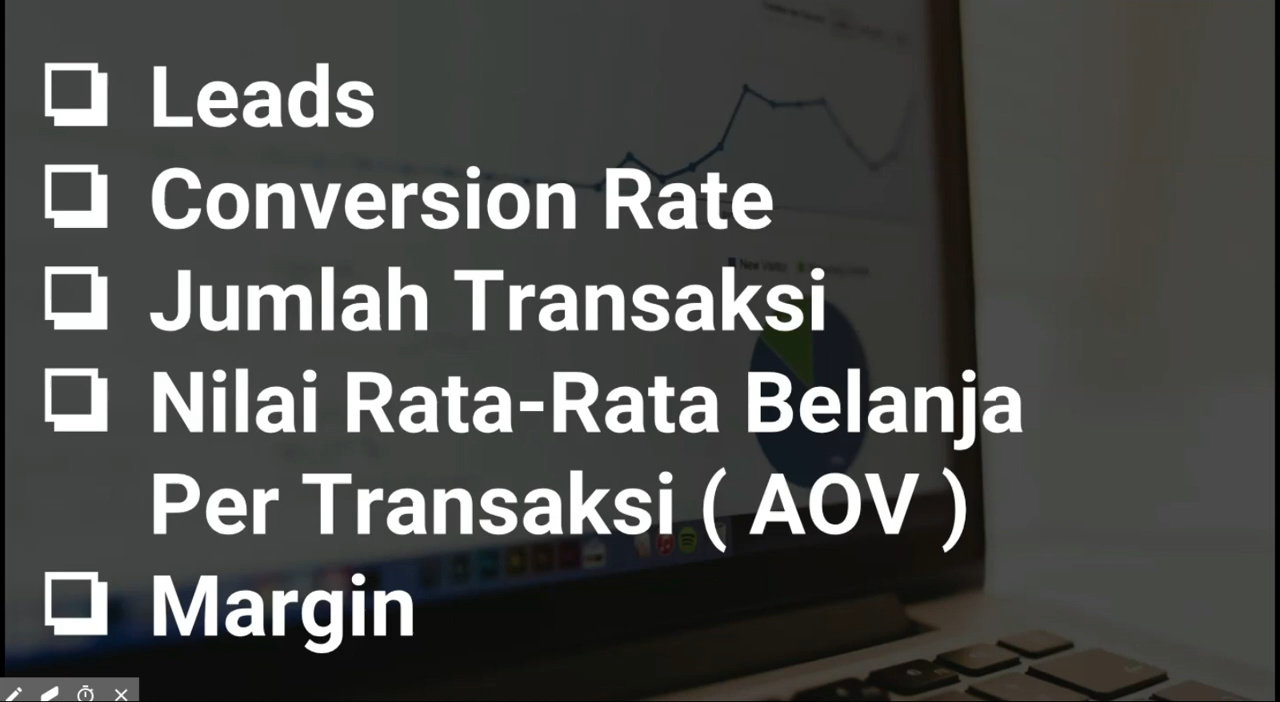 Leads
Conversion Rate
Jumlah Transaksi
Nilai Rata-Rata Belanja
Per Transaksi ( AOV )
Margin